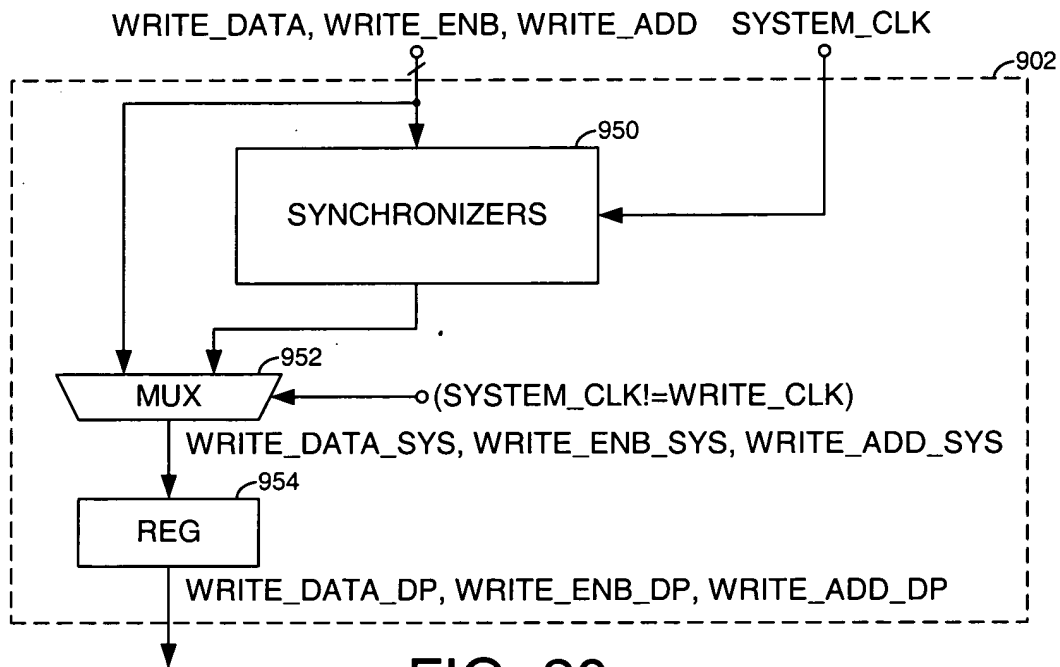 WRITE_DATA, WRITE_ENB, WRITE_ADD SYSTEM_CLK
902
950
SYNCHRONIZERS
952
MUX
(SYSTEM_CLK!=WRITE_CLK)
WRITE_DATA_SYS, WRITE_ENB_SYS, WRITE_ADD_SYS
954
REG
WRITE_DATA_DP, WRITE_ENB_DP, WRITE_ADD_DP
FIG.